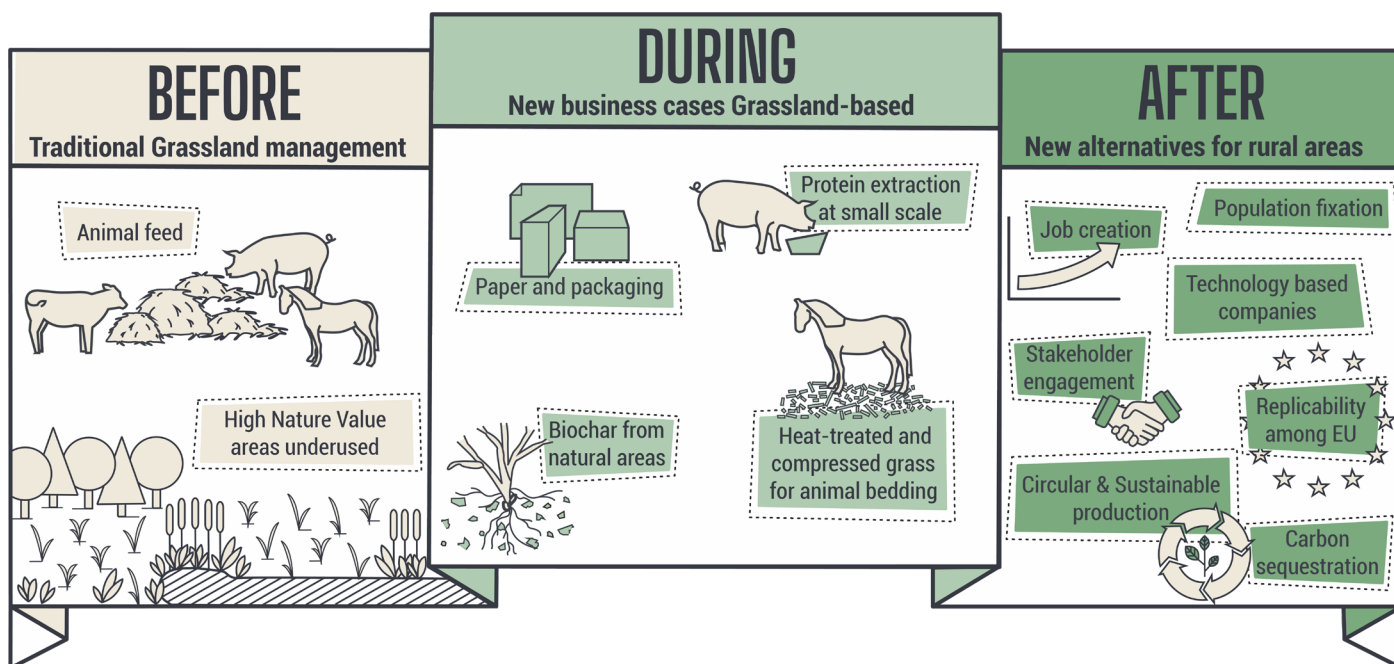 BEFORE
Traditional Grassland management
Animal feed
High Nature Value
areas underused
DURING
New business cases Grassland-based
Paper and packaging
Protein extraction
at small scale
Biochar from
natural areas
Heat-treated and
compressed grass
for animal bedding
AFTER
New alternatives for rural areas
Job creation
Population fixation
Technology based
companies
Stakeholder
engagement
Replicability
among EU
Circular & Sustainable
production
Carbon
sequestration